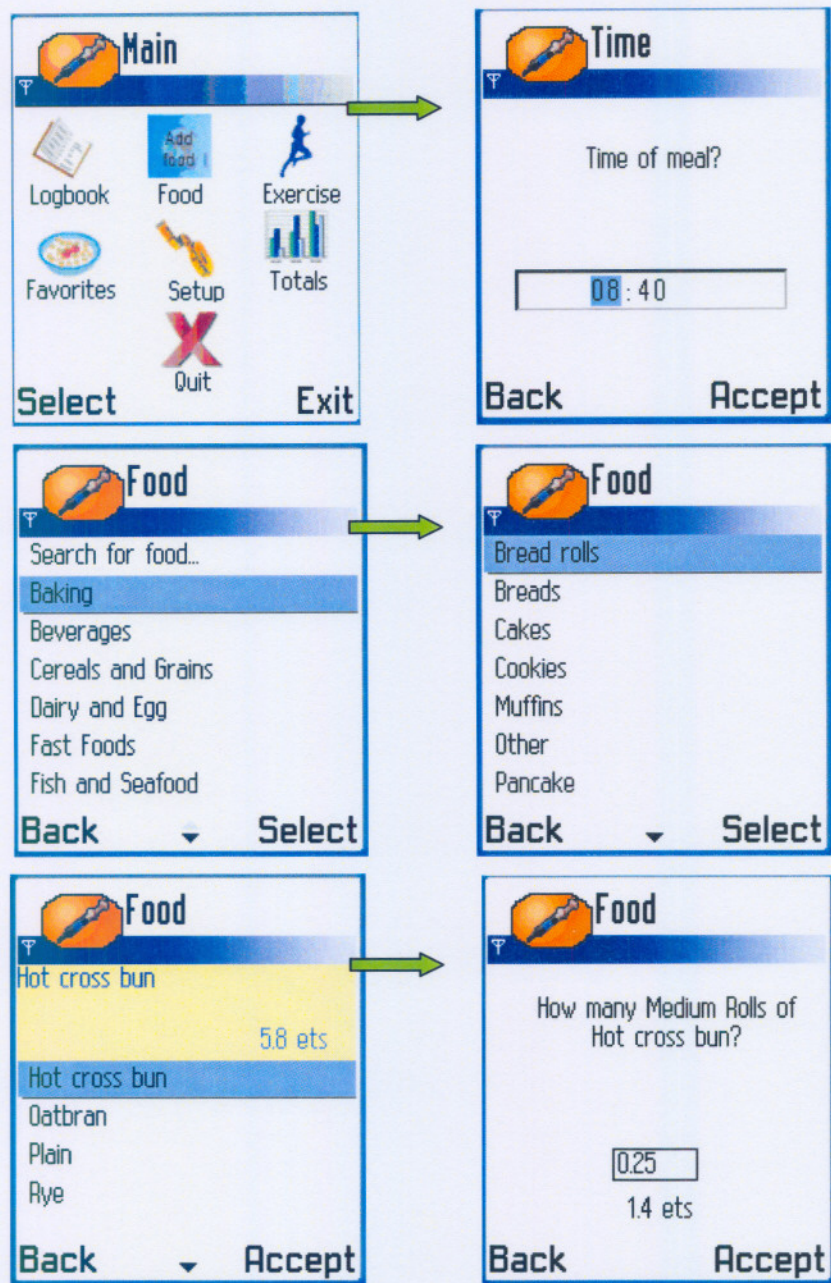 Main
Add
food
Logbook Food Exercise
Favorites Setup Totals
Quit
Select Exit
Time
Time of meal?
08:40
Back Accept
Food
Search for food...
Baking
Beverages
Cereals and Grains
Dairy and Egg
Fast Foods
Fish and Seafood
Back Select
Food
Bread rolls
Breads
Cakes
Cookies
Muffins
Other
Pancake
Back Select
Food
Hot cross bun
5.8 ets
Hot cross bun
Oatbran
Plain
Rye
Back Accept
Food
How many Medium Rolls of
Hot cross bun?
0.25
1.4 ets
Back Accept